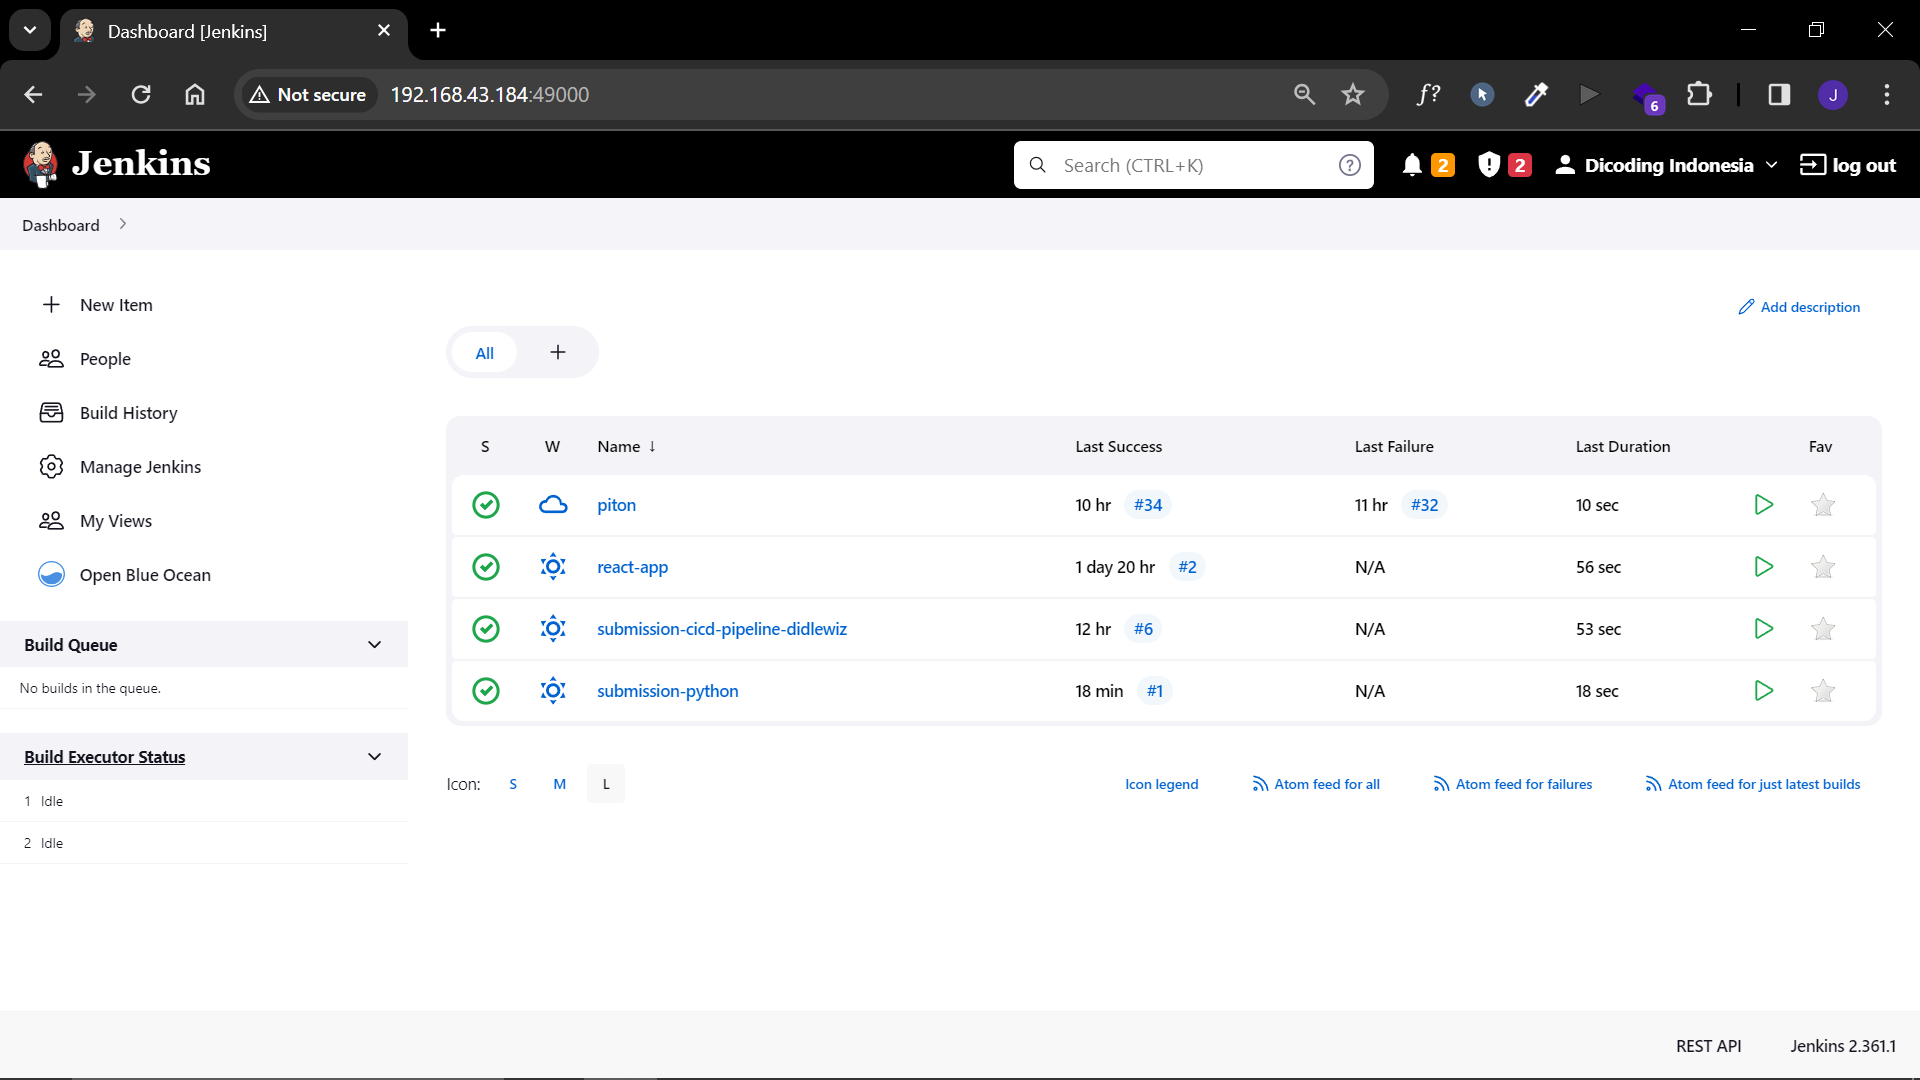 Dashboard [Jenkins]
Not secure 192.168.43.184:49000
f?
6
J
Jenkins
Search (CTRL+K)
?
2
2
Dicoding Indonesia
log out
Dashboard
New Item
People
Build History
Manage Jenkins
My Views
Open Blue Ocean
Build Queue
No builds in the queue.
Build Executor Status
1 Idle
2 Idle
Add description
All
S W Name ↓ Last Success Last Failure Last Duration Fav
piton 10 hr #34 11 hr #32 10 sec
react-app 1 day 20 hr #2 N/A 56 sec
submission-cicd-pipeline-didlewiz 12 hr #6 N/A 53 sec
submission-python 18 min #1 N/A 18 sec
Icon: S M L
Icon legend
Atom feed for all
Atom feed for failures
Atom feed for just latest builds
REST API
Jenkins 2.361.1